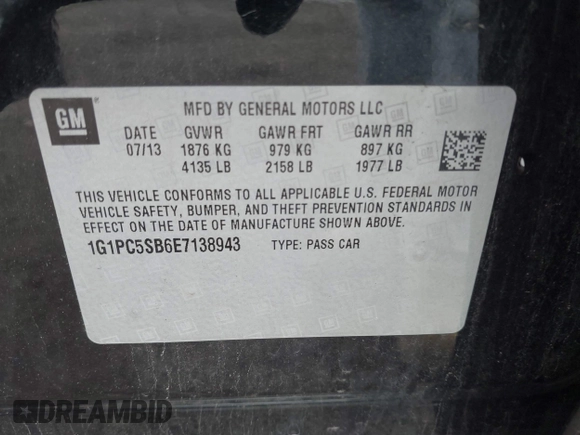 GM
MFD BY GENERAL MOTORS LLC
DATE GVWR GAWR FRT GAWR RR
07/13 1876 KG 979 KG 897 KG
4135 LB 2158 LB 1977 LB
THIS VEHICLE CONFORMS TO ALL APPLICABLE U.S. FEDERAL MOTOR
VEHICLE SAFETY, BUMPER, AND THEFT PREVENTION STANDARDS IN
EFFECT ON THE DATE OF MANUFACTURE SHOWN ABOVE.
1G1PC5SB6E7138943 TYPE: PASS CAR
DREAMBID